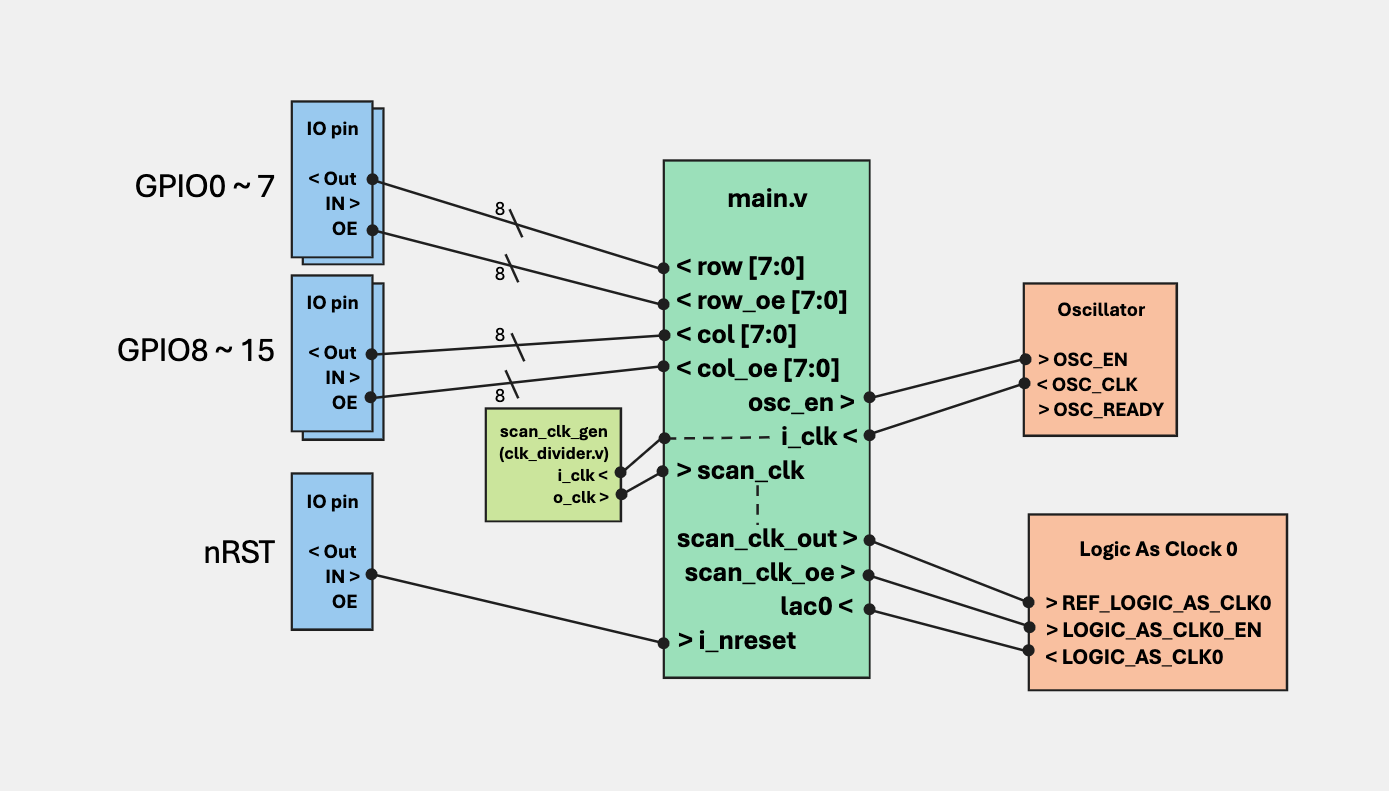 GPIO0 ~ 7
IO pin
< Out
IN >
OE
8
8
GPIO8 ~ 15
IO pin
< Out
IN >
OE
8
8
nRST
IO pin
< Out
IN >
OE
scan_clk_gen
(clk_divider.v)
i_clk <
o_clk >
main.v
< row [7:0]
< row_oe [7:0]
< col [7:0]
< col_oe [7:0]
osc_en >
i_clk <
> scan_clk
scan_clk_out >
scan_clk_oe >
lac0 <
> i_nreset
Oscillator
> OSC_EN
< OSC_CLK
> OSC_READY
Logic As Clock 0
> REF_LOGIC_AS_CLK0
> LOGIC_AS_CLK0_EN
< LOGIC_AS_CLK0